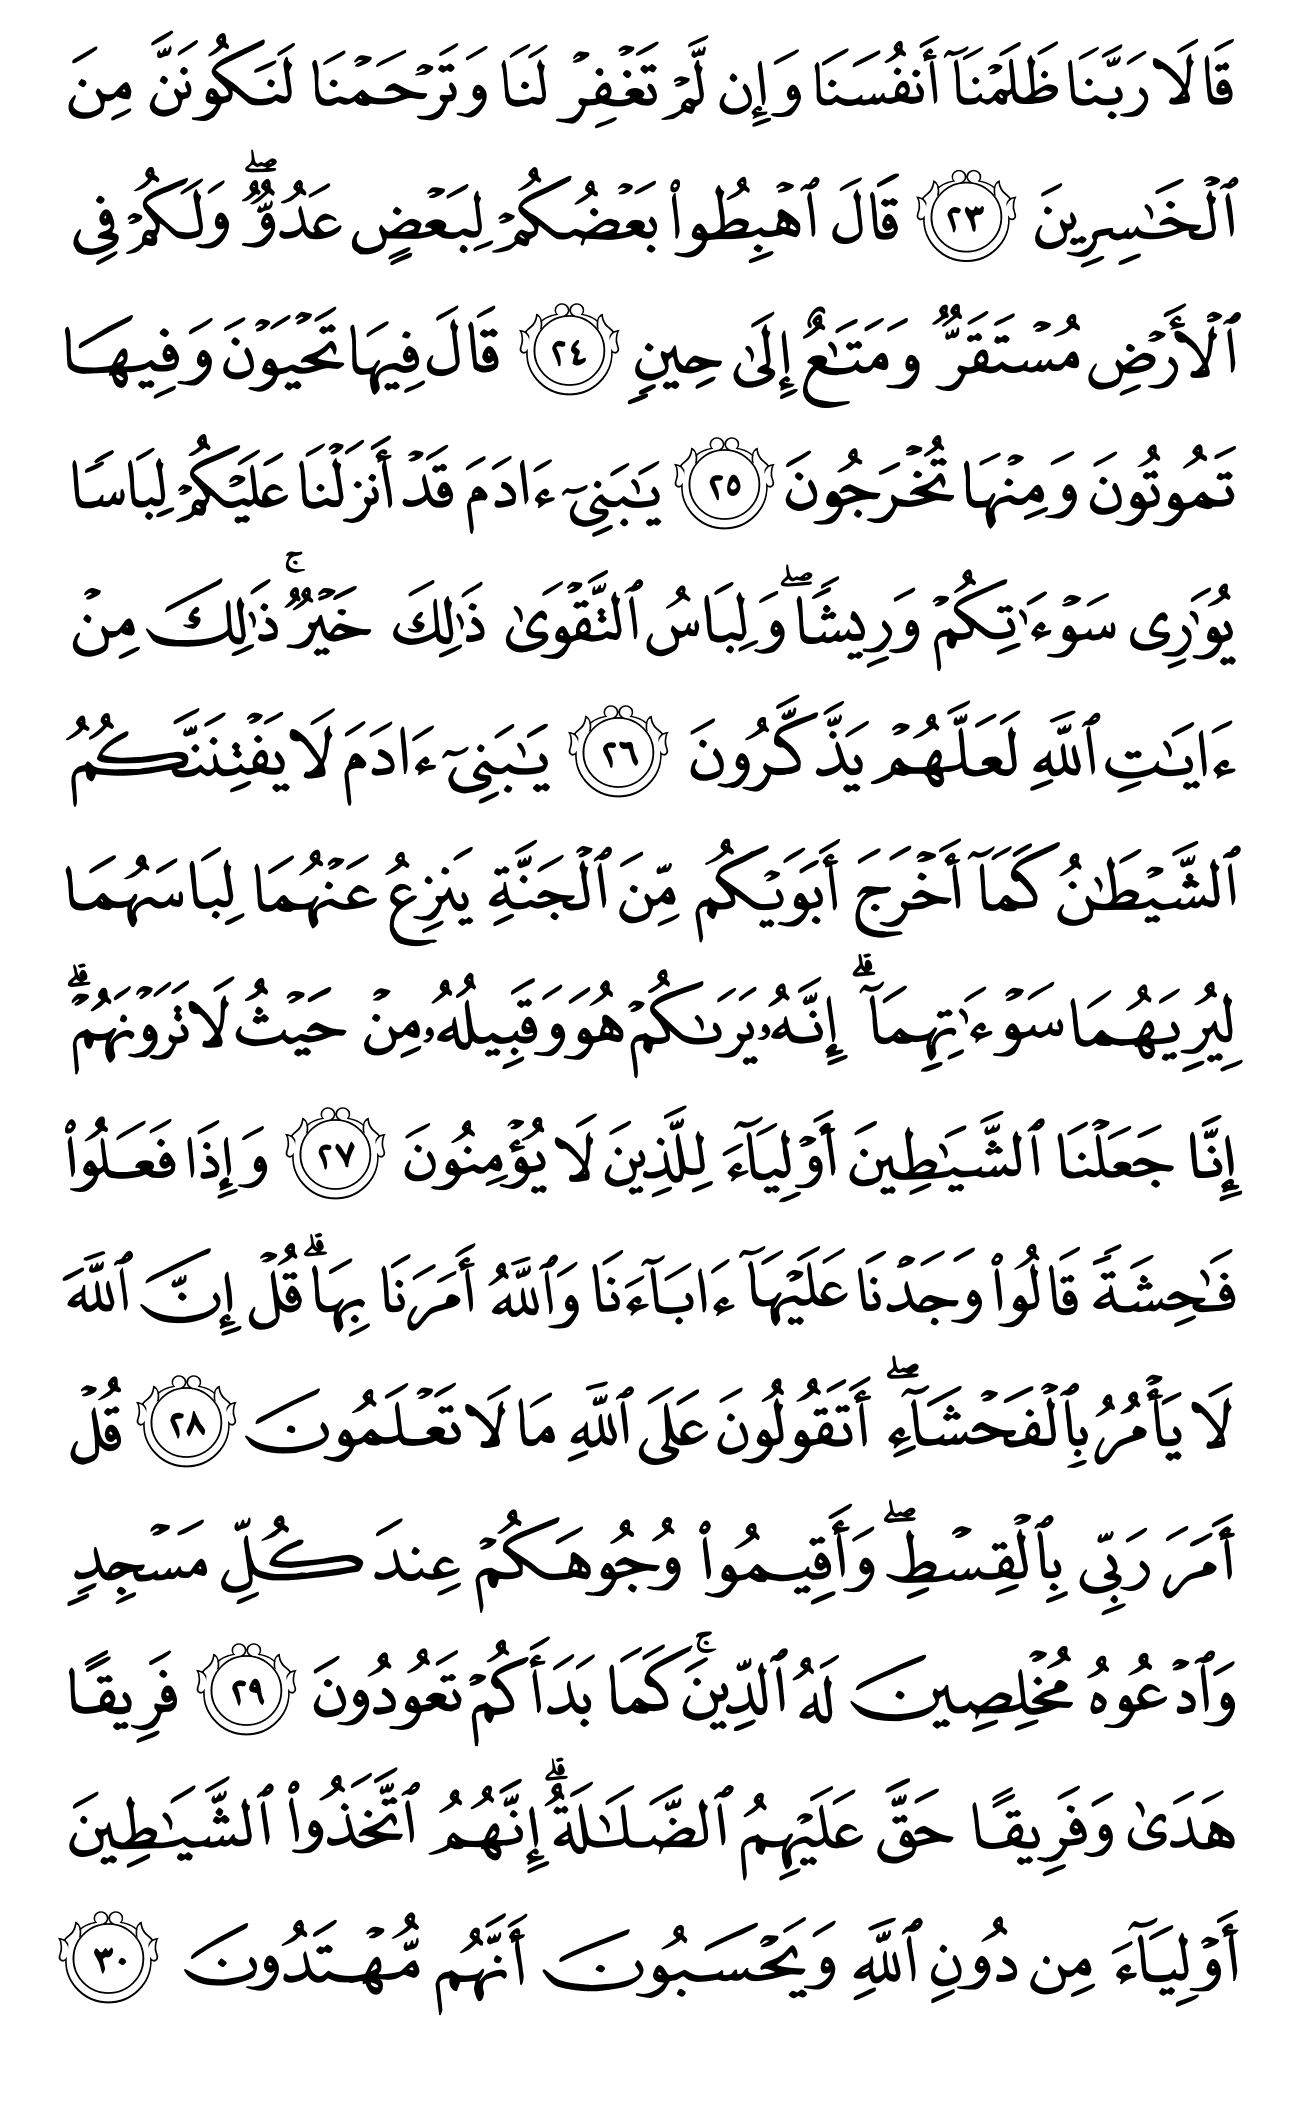 قَالَا رَبَّنَا ظَلَمْنَآ أَنفُسَنَا وَإِن لَّمْ تَغْفِرْ لَنَا وَتَرْحَمْنَا لَنَكُونَنَّ مِنَ
ٱلْخَٰسِرِينَ ٢٣ قَالَ ٱهْبِطُوا۟ بَعْضُكُمْ لِبَعْضٍ عَدُوٌّۖ وَلَكُمْ فِى
ٱلْأَرْضِ مُسْتَقَرٌّ وَمَتَٰعٌ إِلَىٰ حِينٍ ٢٤ قَالَ فِيهَا تَحْيَوْنَ وَفِيهَا
تَمُوتُونَ وَمِنْهَا تُخْرَجُونَ ٢٥ يَٰبَنِىٓ ءَادَمَ قَدْ أَنزَلْنَا عَلَيْكُمْ لِبَاسًا
يُوَٰرِى سَوْءَٰتِكُمْ وَرِيشًاۖ وَلِبَاسُ ٱلتَّقْوَىٰ ذَٰلِكَ خَيْرٌۚ ذَٰلِكَ مِنْ
ءَايَٰتِ ٱللَّهِ لَعَلَّهُمْ يَذَّكَّرُونَ ٢٦ يَٰبَنِىٓ ءَادَمَ لَا يَفْتِنَنَّكُمُ
ٱلشَّيْطَٰنُ كَمَآ أَخْرَجَ أَبَوَيْكُم مِّنَ ٱلْجَنَّةِ يَنزِعُ عَنْهُمَا لِبَاسَهُمَا
لِيُرِيَهُمَا سَوْءَٰتِهِمَآۗ إِنَّهُۥ يَرَىٰكُمْ هُوَ وَقَبِيلُهُۥ مِنْ حَيْثُ لَا تَرَوْنَهُمْۗ
إِنَّا جَعَلْنَا ٱلشَّيَٰطِينَ أَوْلِيَآءَ لِلَّذِينَ لَا يُؤْمِنُونَ ٢٧ وَإِذَا فَعَلُوا۟
فَٰحِشَةً قَالُوا۟ وَجَدْنَا عَلَيْهَآ ءَابَآءَنَا وَٱللَّهُ أَمَرَنَا بِهَاۗ قُلْ إِنَّ ٱللَّهَ
لَا يَأْمُرُ بِٱلْفَحْشَآءِۖ أَتَقُولُونَ عَلَى ٱللَّهِ مَا لَا تَعْلَمُونَ ٢٨ قُلْ
أَمَرَ رَبِّى بِٱلْقِسْطِۖ وَأَقِيمُوا۟ وُجُوهَكُمْ عِندَ كُلِّ مَسْجِدٍ
وَٱدْعُوهُ مُخْلِصِينَ لَهُ ٱلدِّينَۚ كَمَا بَدَأَكُمْ تَعُودُونَ ٢٩ فَرِيقًا
هَدَىٰ وَفَرِيقًا حَقَّ عَلَيْهِمُ ٱلضَّلَٰلَةُۗ إِنَّهُمُ ٱتَّخَذُوا۟ ٱلشَّيَٰطِينَ
أَوْلِيَآءَ مِن دُونِ ٱللَّهِ وَيَحْسَبُونَ أَنَّهُم مُّهْتَدُونَ ٣٠